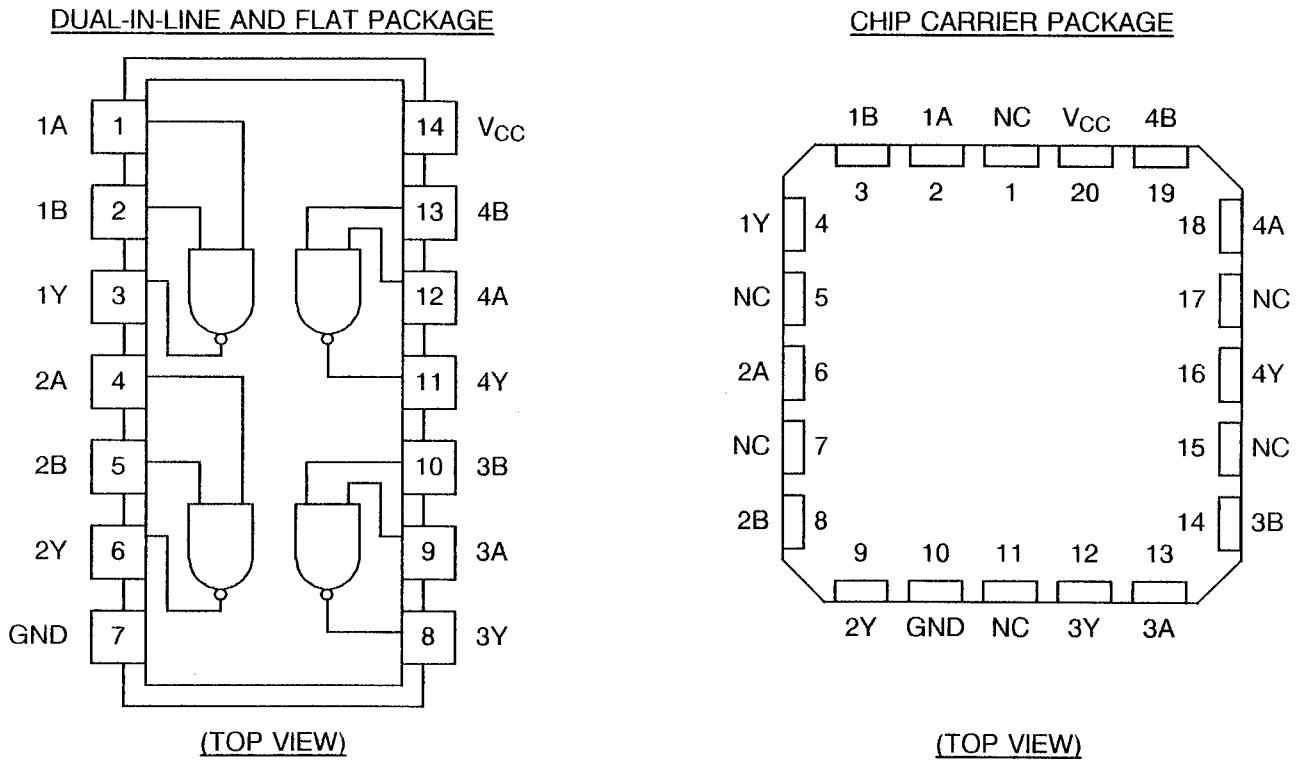 DUAL-IN-LINE AND FLAT PACKAGE
1A 1 14 VCC
1B 2 13 4B
1Y 3 12 4A
2A 4 11 4Y
2B 5 10 3B
2Y 6 9 3A
GND 7 8 3Y
(TOP VIEW)
CHIP CARRIER PACKAGE
1B 1A NC VCC 4B
3 2 1 20 19
1Y 4 18 4A
NC 5 17 NC
2A 6 16 4Y
NC 7 15 NC
2B 8 14 3B
9 10 11 12 13
2Y GND NC 3Y 3A
(TOP VIEW)